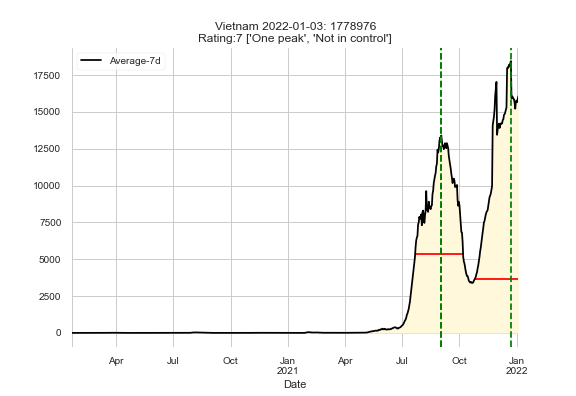 Vietnam 2022-01-03: 1778976
Rating:7 ['One peak', 'Not in control']
Average-7d
17500
15000
12500
10000
7500
5000
2500
0
Apr
Jul
Oct
Jan
2021
Apr
Jul
Oct
Jan
2022
Date